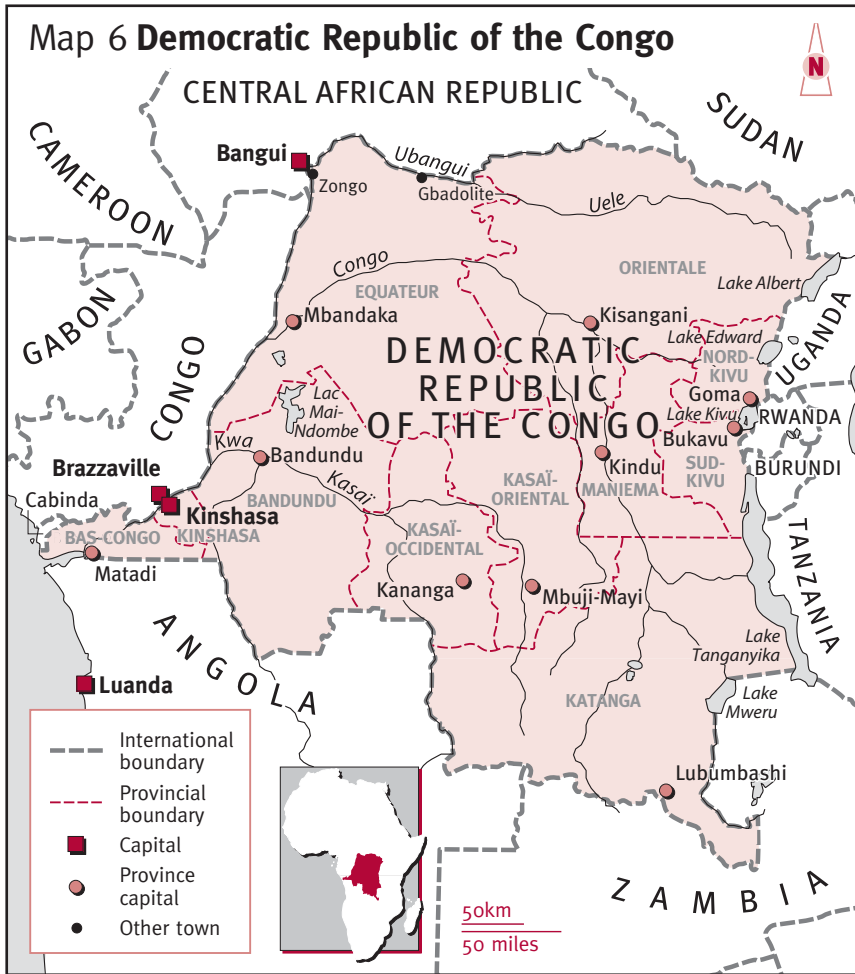 Map 6 Democratic Republic of the Congo
N
CENTRAL AFRICAN REPUBLIC
SUDAN
CAMEROON
Bangui
Ubangui
Zongo
Gbadolite
Uele
Congo
ORIENTALE
Lake Albert
EQUATEUR
GABON
Mbandaka
Kisangani
CONGO
Lake Edward
UGANDA
NORD-
KIVU
DEMOCRATIC
REPUBLIC
OF THE CONGO
Lac
Mai-
Ndombe
Goma
Lake Kivu
RWANDA
Bukavu
Kwa
Bandundu
Kindu
SUD-
KIVU
BURUNDI
Brazzaville
Kasaï
KASAÏ-
ORIENTAL
MANIEMA
Cabinda
BANDUNDU
Kinshasa
BAS-CONGO
KINSHASA
KASAÏ-
OCCIDENTAL
TANZANIA
Matadi
Kananga
Mbuji-Mayi
ANGOLA
Lake
Tanganyika
Luanda
KATANGA
Lake
Mweru
Lubumbashi
ZAMBIA
International
boundary
Provincial
boundary
Capital
Province
capital
Other town
50km
50 miles